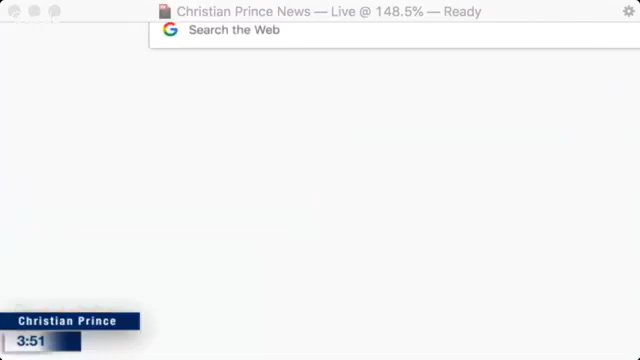 Christian Prince News — Live @ 148.5% — Ready
Search the Web
Christian Prince
3:51